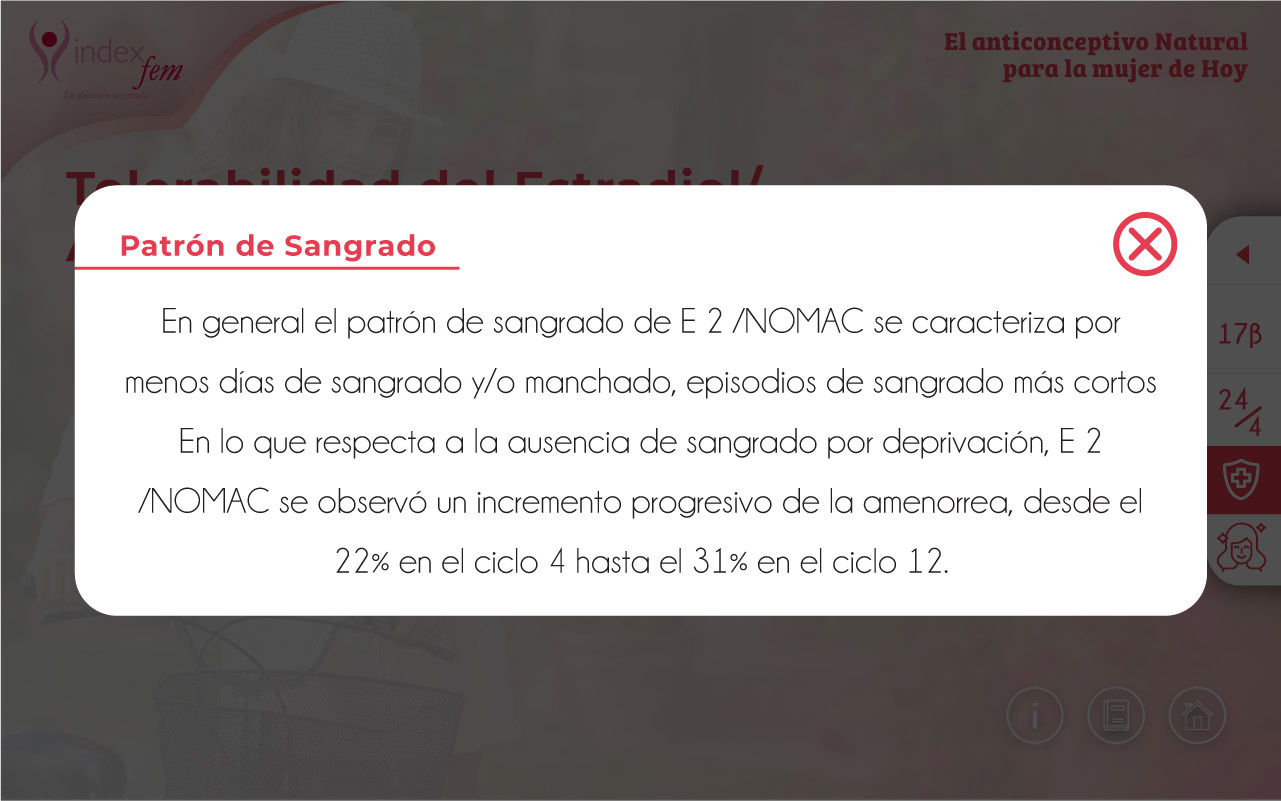 index
fem
La elección acertada
El anticonceptivo Natural
para la mujer de Hoy
Tolerabilidad del Estradiol/
Patrón de Sangrado
En general el patrón de sangrado de E 2 /NOMAC se caracteriza por
menos días de sangrado y/o manchado, episodios de sangrado más cortos
En lo que respecta a la ausencia de sangrado por deprivación, E 2
/NOMAC se observó un incremento progresivo de la amenorrea, desde el
22% en el ciclo 4 hasta el 31% en el ciclo 12.
17β
24/4
i